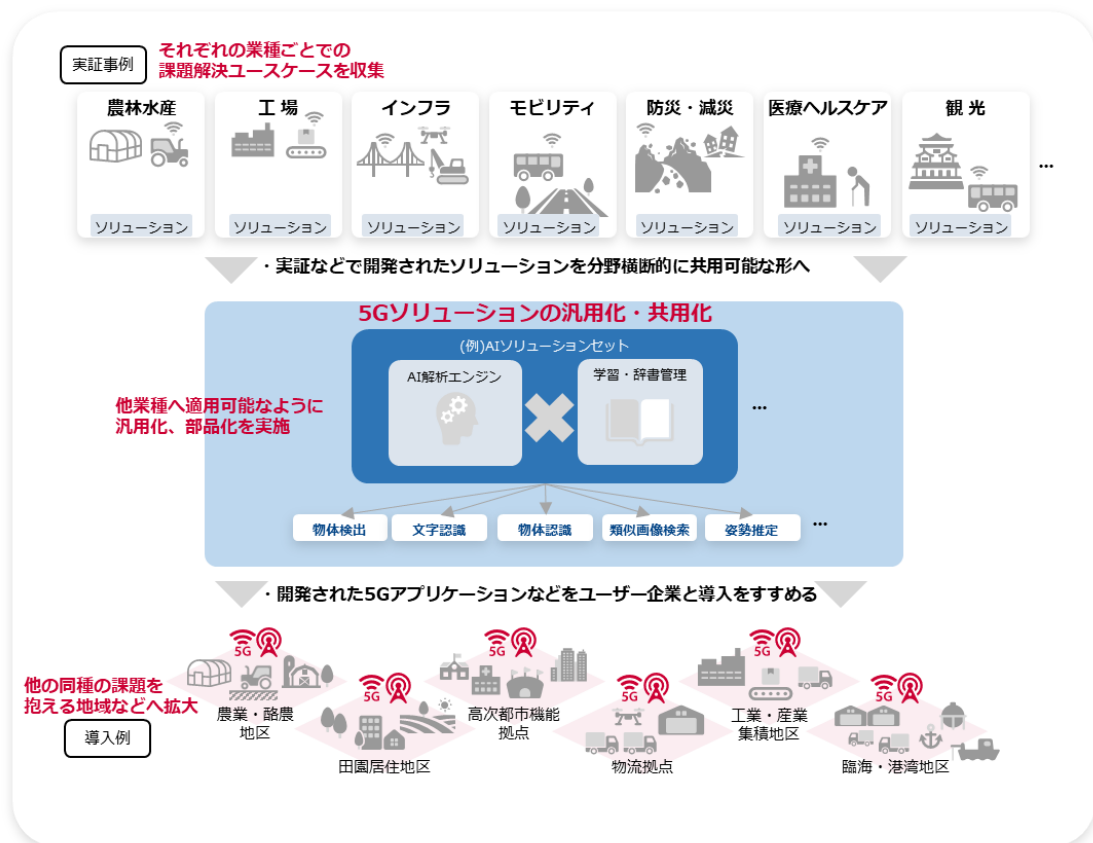 実証事例
それぞれの業種ごとでの
課題解決ユースケースを収集
農林水産
工 場
インフラ
モビリティ
防災・減災
医療ヘルスケア
観 光
ソリューション
ソリューション
ソリューション
ソリューション
ソリューション
ソリューション
ソリューション
…
・実証などで開発されたソリューションを分野横断的に共用可能な形へ
5Gソリューションの汎用化・共用化
(例)AIソリューションセット
AI解析エンジン
学習・辞書管理
…
他業種へ適用可能なように
汎用化、部品化を実施
物体検出
文字認識
物体認識
類似画像検索
姿勢推定
…
・開発された5Gアプリケーションなどをユーザー企業と導入をすすめる
他の同種の課題を
抱える地域などへ拡大
導入例
5G
農業・酪農
地区
5G
田園居住地区
5G
高次都市機能
拠点
5G
物流拠点
5G
工業・産業
集積地区
5G
臨海・港湾地区